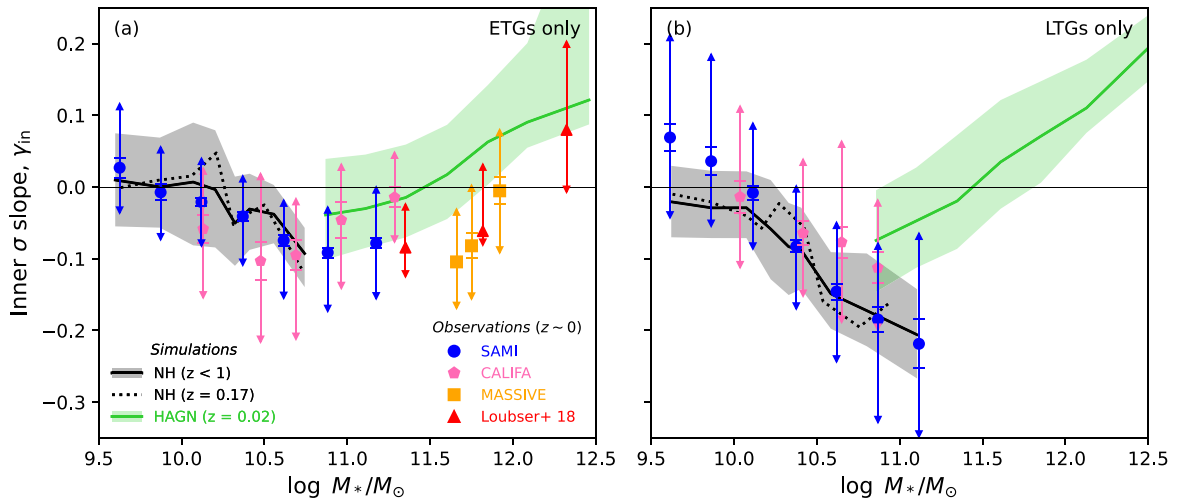 (a) ETGs only
(b) LTGs only
Inner σ slope, γin
0.2
0.1
0.0
−0.1
−0.2
−0.3
Simulations
NH (z < 1)
NH (z = 0.17)
HAGN (z = 0.02)
Observations (z ~ 0)
SAMI
CALIFA
MASSIVE
Loubser+ 18
9.5 10.0 10.5 11.0 11.5 12.0 12.5
9.5 10.0 10.5 11.0 11.5 12.0 12.5
log M*/M⊙
log M*/M⊙